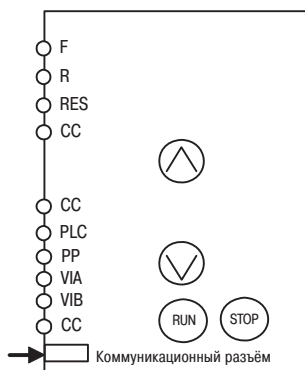 F
R
RES
CC
CC
PLC
PP
VIA
VIB
CC
RUN STOP
Коммуникационный разъём